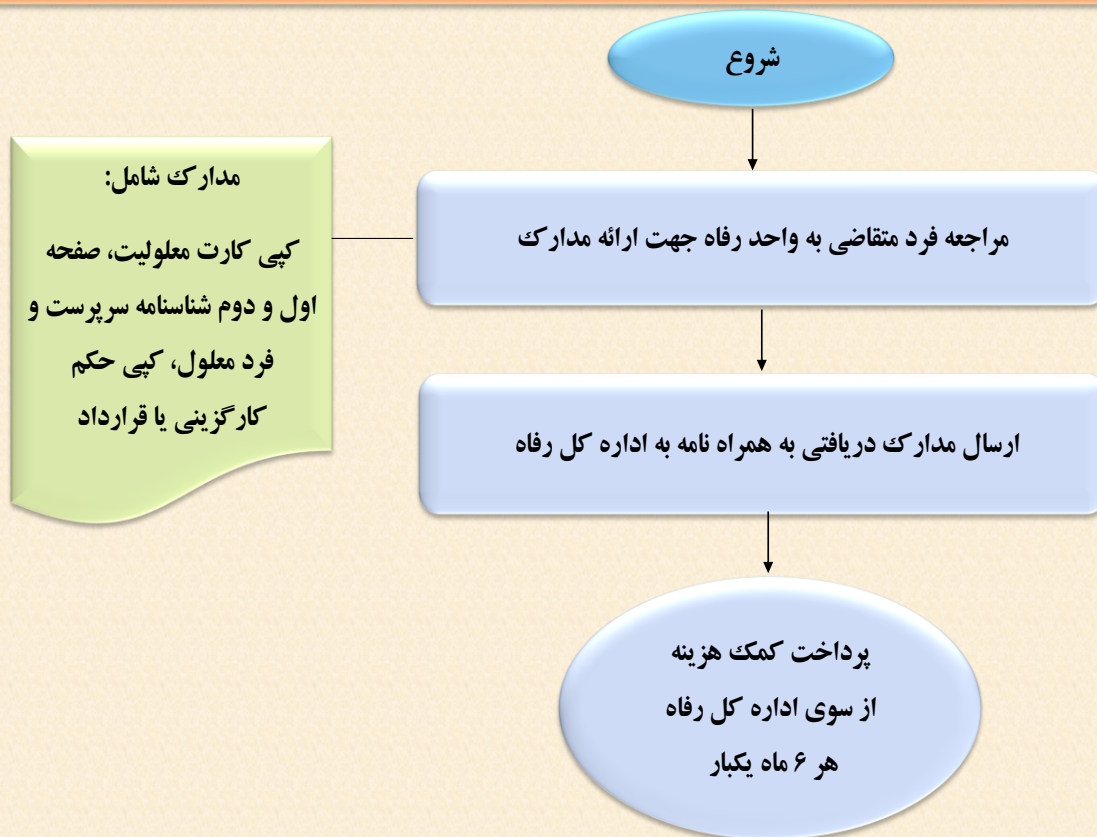 شروع
مراجعه فرد متقاضی به واحد رفاه جهت ارائه مدارک
مدارک شامل:
کپی کارت معلولیت، صفحه
اول و دوم شناسنامه سرپرست و
فرد معلول، کپی حکم
کارگزینی یا قرارداد
ارسال مدارک دریافتی به همراه نامه به اداره کل رفاه
پرداخت کمک هزینه
از سوی اداره کل رفاه
هر ۶ ماه یکبار